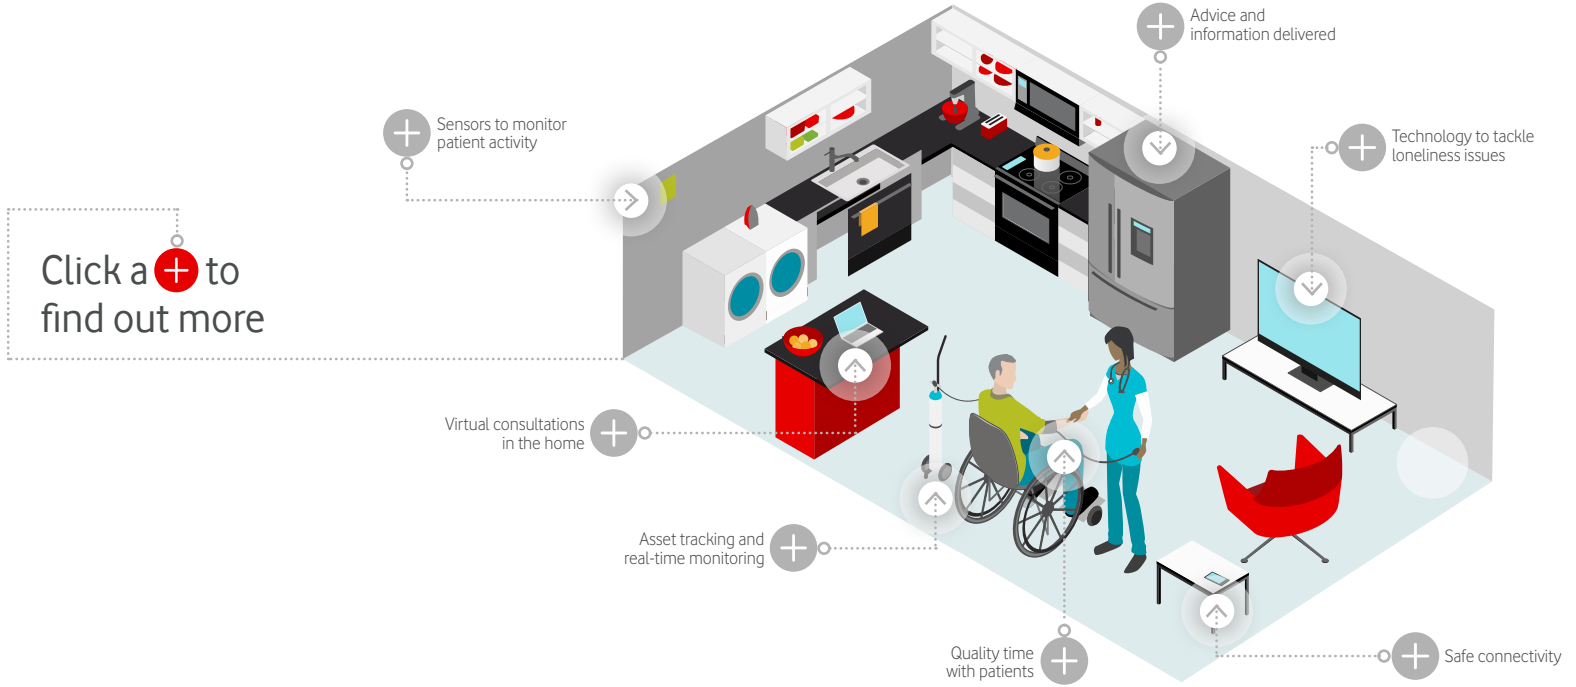 Advice and
information delivered
Sensors to monitor
patient activity
Technology to tackle
loneliness issues
Click a + to
find out more
Virtual consultations
in the home
Asset tracking and
real-time monitoring
Quality time
with patients
Safe connectivity